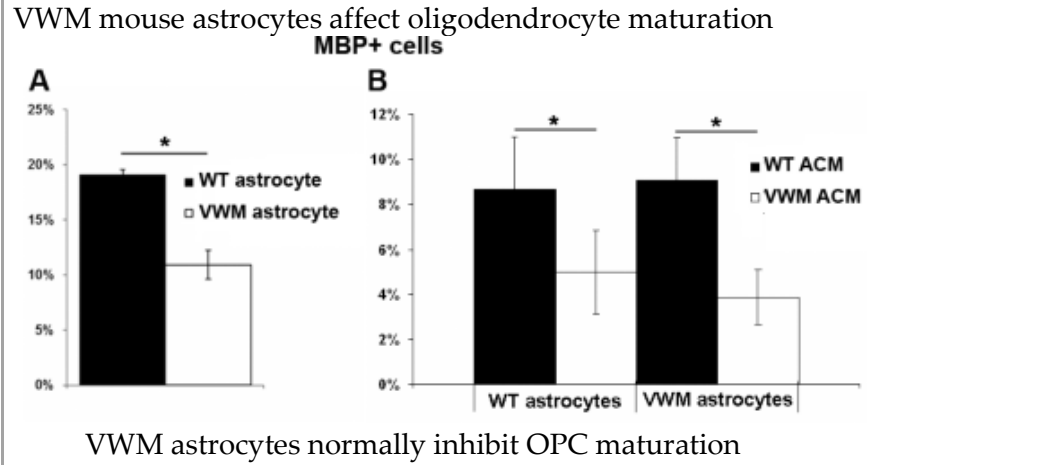 VWM mouse astrocytes affect oligodendrocyte maturation
MBP+ cells
A
25%
20%
15%
10%
5%
0%
*
WT astrocyte
VWM astrocyte
B
12%
10%
8%
6%
4%
2%
0%
*
*
WT ACM
VWM ACM
WT astrocytes
VWM astrocytes
VWM astrocytes normally inhibit OPC maturation